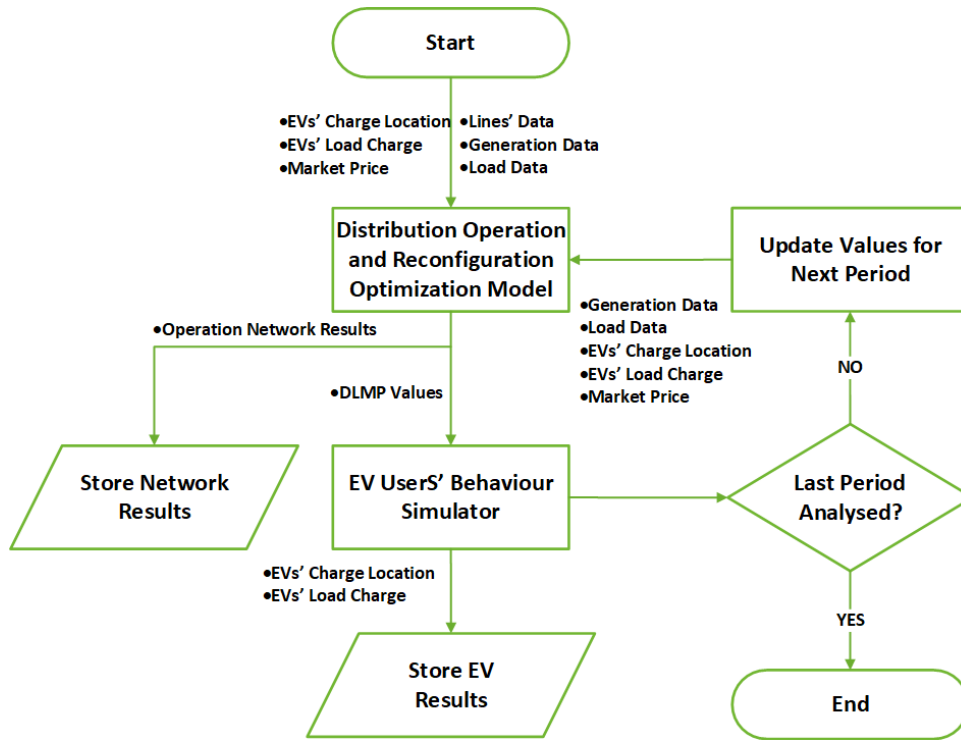 Start
•EVs' Charge Location
•EVs' Load Charge
•Market Price
•Lines' Data
•Generation Data
•Load Data
Distribution Operation
and Reconfiguration
Optimization Model
Update Values for
Next Period
•Operation Network Results
•DLMP Values
•Generation Data
•Load Data
•EVs' Charge Location
•EVs' Load Charge
•Market Price
NO
Store Network
Results
EV UserS' Behaviour
Simulator
Last Period
Analysed?
•EVs' Charge Location
•EVs' Load Charge
YES
Store EV
Results
End